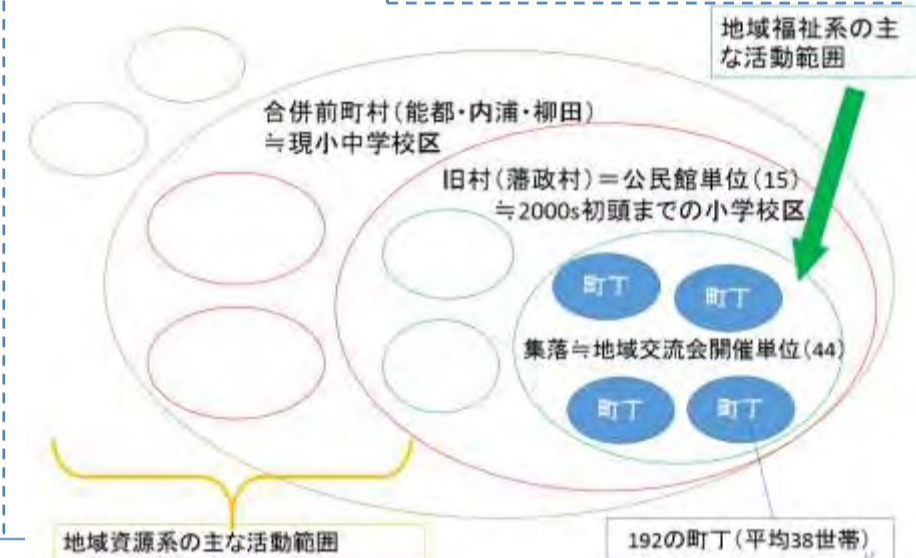 地域福祉系の主
な活動範囲
合併前町村(能都・内浦・柳田)
≒現小中学校区
旧村(藩政村)＝公民館単位(15)
≒2000s初頭までの小学校区
町丁
町丁
集落≒地域交流会開催単位(44)
町丁
町丁
地域資源系の主な活動範囲
192の町丁(平均38世帯)